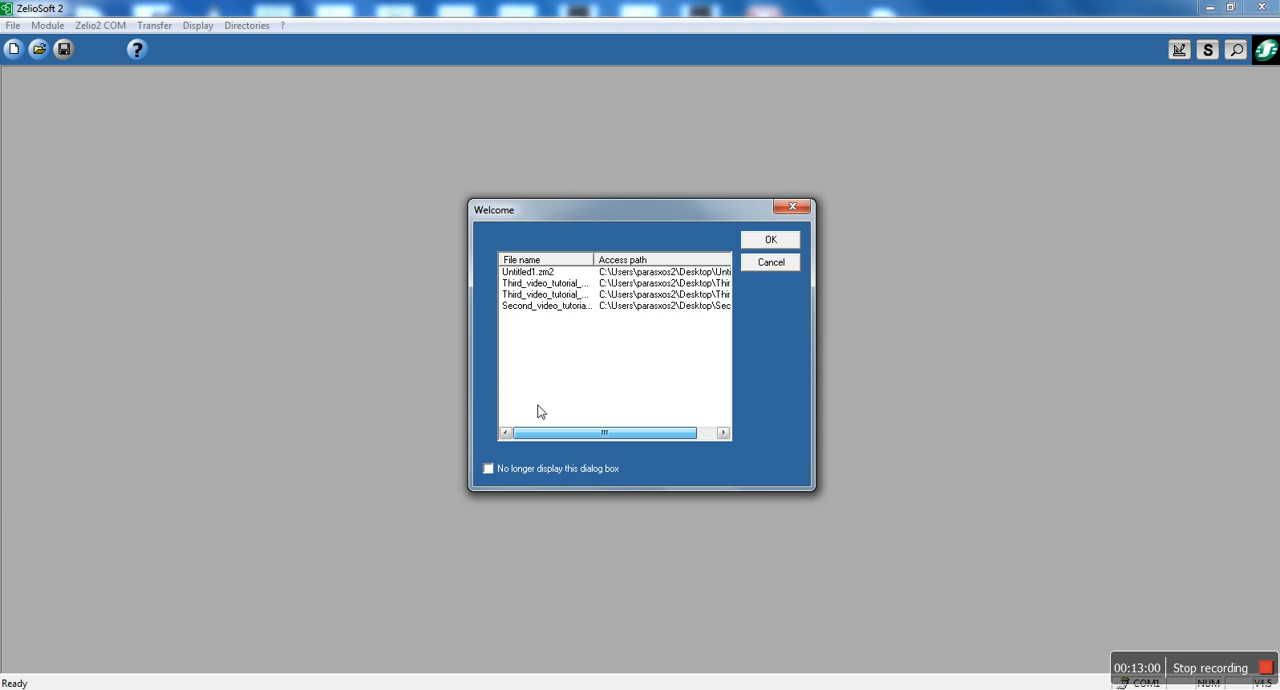 ZelioSoft 2
File Module Zelio2 COM Transfer Display Directories ?
?
S
Welcome
OK
File name Access path
Cancel
Untitled1.zm2 C:\Users\parasxos2\Desktop\Unti
Third_video_tutorial_... C:\Users\parasxos2\Desktop\Thir
Third_video_tutorial_... C:\Users\parasxos2\Desktop\Thir
Second_video_tutoria... C:\Users\parasxos2\Desktop\Sec
No longer display this dialog box
00:13:00 Stop recording
Ready COM1 NUM V4.5